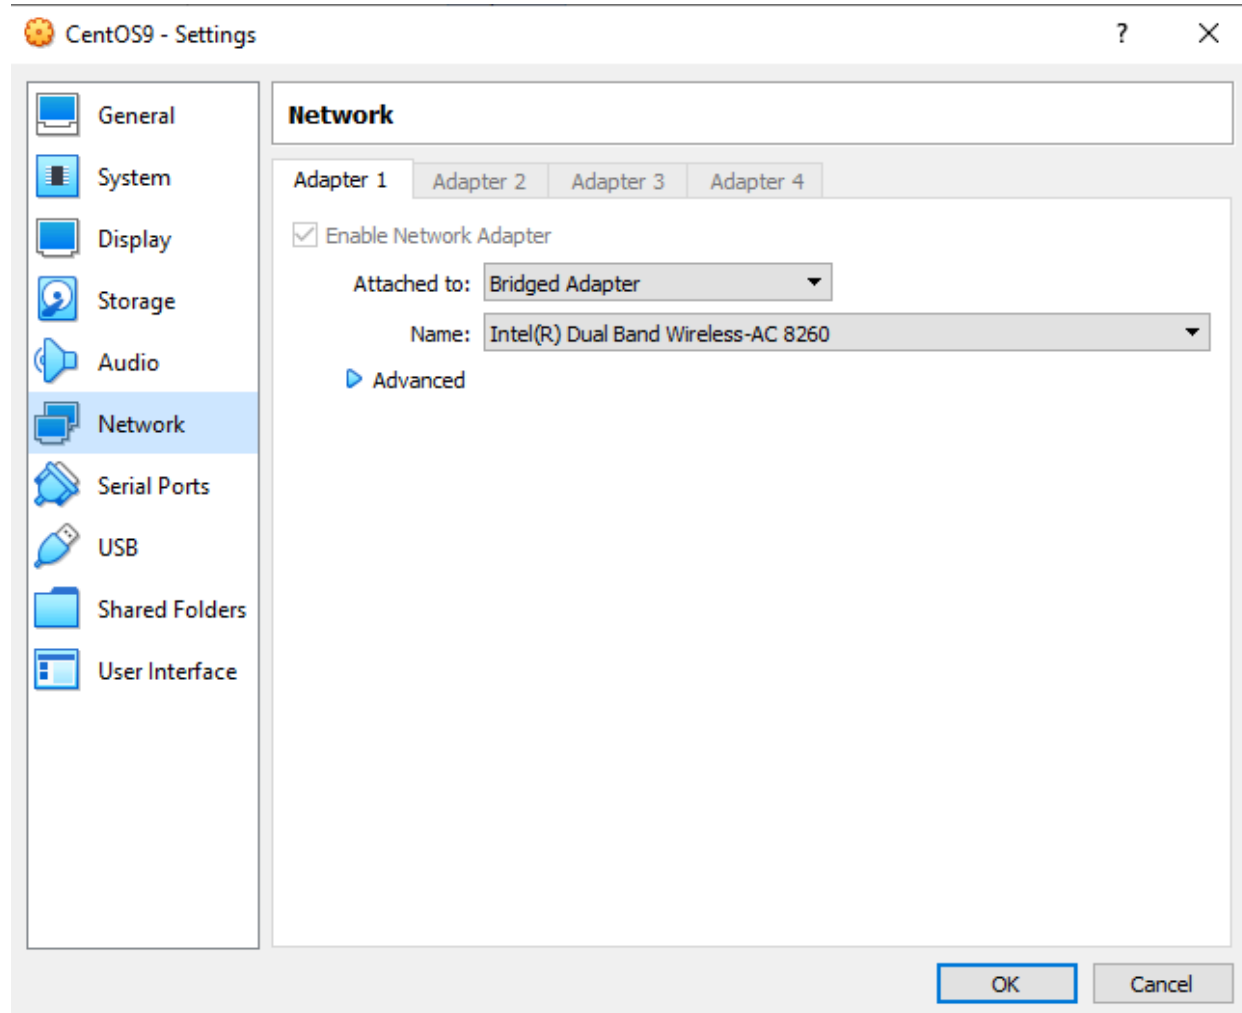 CentOS9 - Settings
?
General
System
Display
Storage
Audio
Network
Serial Ports
USB
Shared Folders
User Interface
Network
Adapter 1 Adapter 2 Adapter 3 Adapter 4
Enable Network Adapter
Attached to: Bridged Adapter
Name: Intel(R) Dual Band Wireless-AC 8260
Advanced
OK Cancel